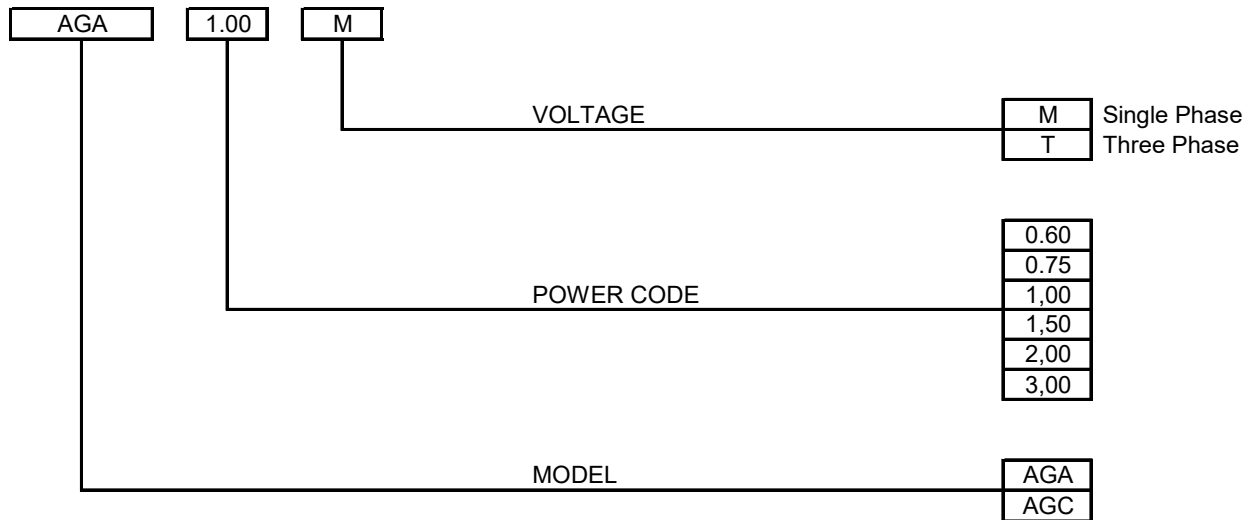 AGA 1.00 M
VOLTAGE M Single Phase
T Three Phase
0.60
0.75
POWER CODE 1,00
1,50
2,00
3,00
MODEL AGA
AGC